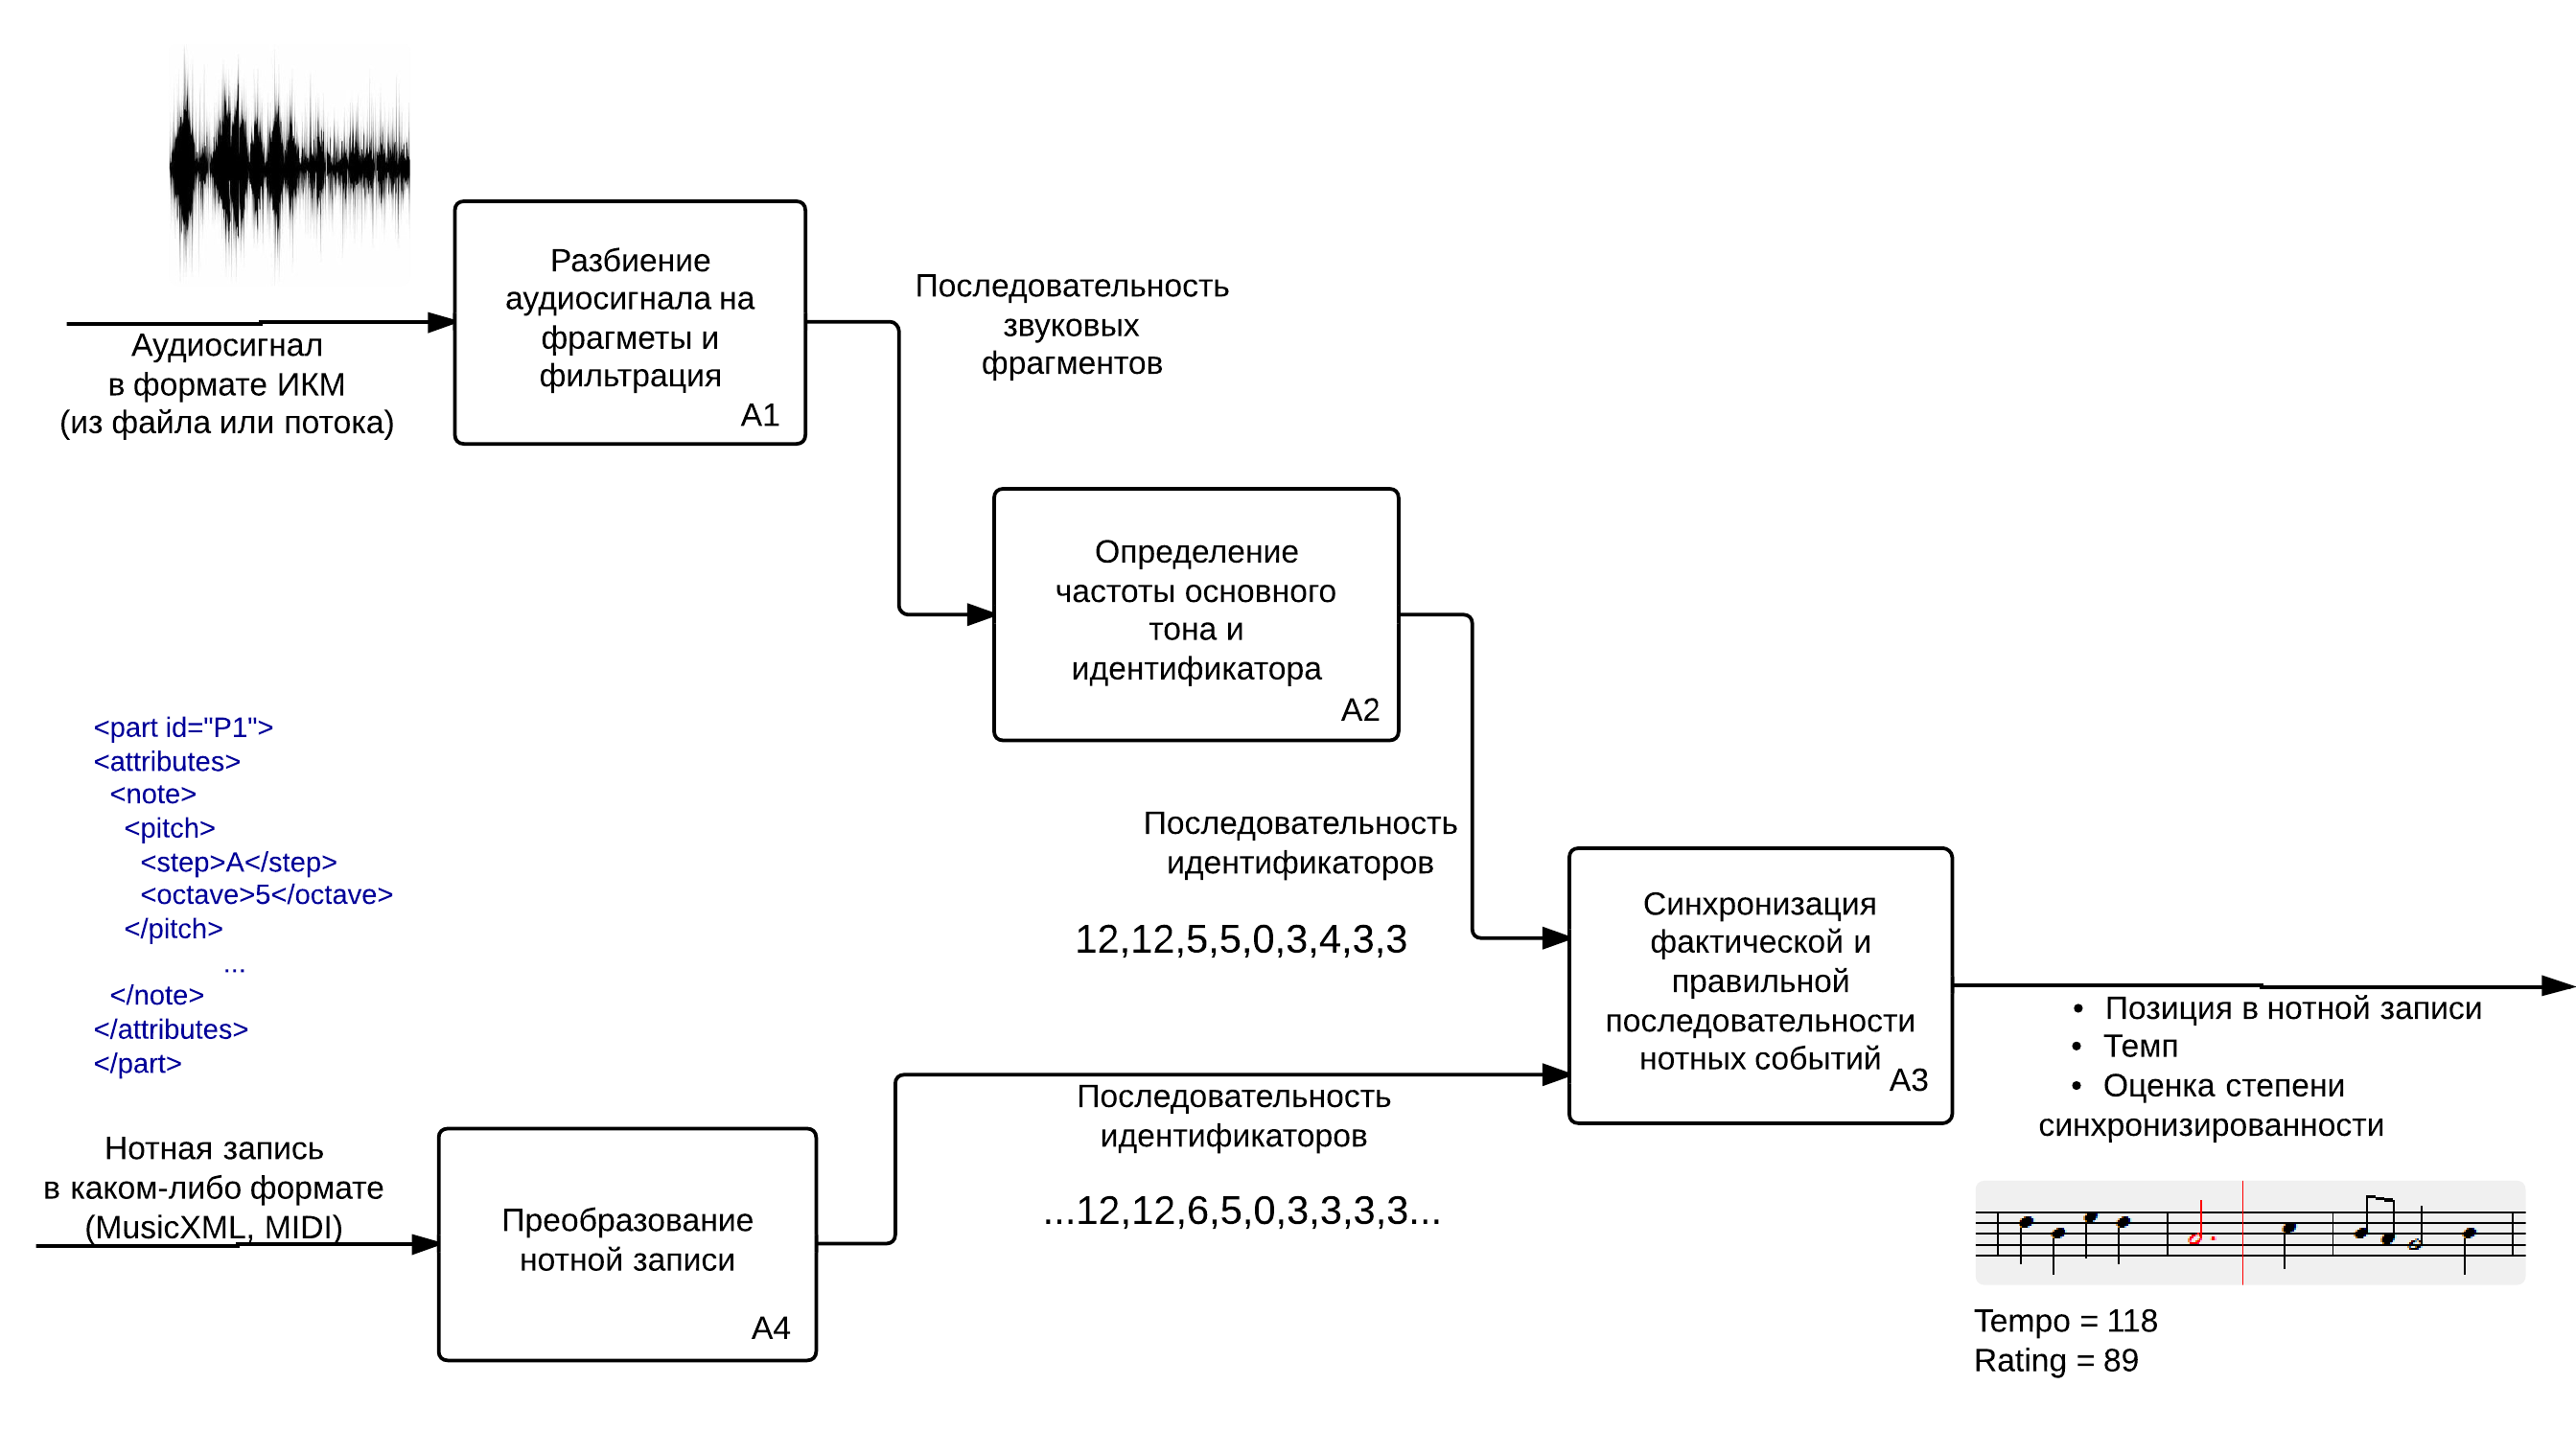 Разбиение
аудиосигнала на
фрагметы и
фильтрация
A1
Аудиосигнал
в формате ИКМ
(из файла или потока)
Последовательность
звуковых
фрагментов
Определение
частоты основного
тона и
идентификатора
A2
<part id="P1">
<attributes>
<note>
<pitch>
<step>A</step>
<octave>5</octave>
</pitch>
...
</note>
</attributes>
</part>
Последовательность
идентификаторов
12,12,5,5,0,3,4,3,3
Синхронизация
фактической и
правильной
последовательности
нотных событий
A3
• Позиция в нотной записи
• Темп
• Оценка степени
синхронизированности
Нотная запись
в каком-либо формате
(MusicXML, MIDI)
Преобразование
нотной записи
A4
Последовательность
идентификаторов
...12,12,6,5,0,3,3,3,3...
Tempo = 118
Rating = 89